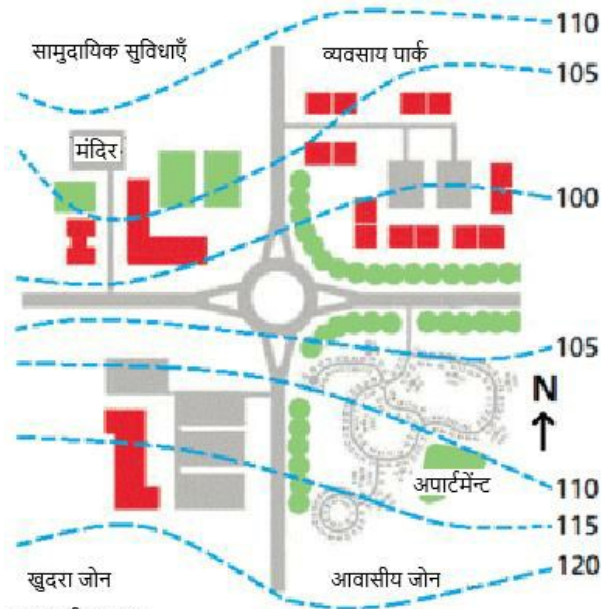 सामुदायिक सुविधाएँ
व्यवसाय पार्क
110
105
मंदिर
100
105
N
110
अपार्टमेंन्ट
115
120
खुदरा जोन
आवासीय जोन